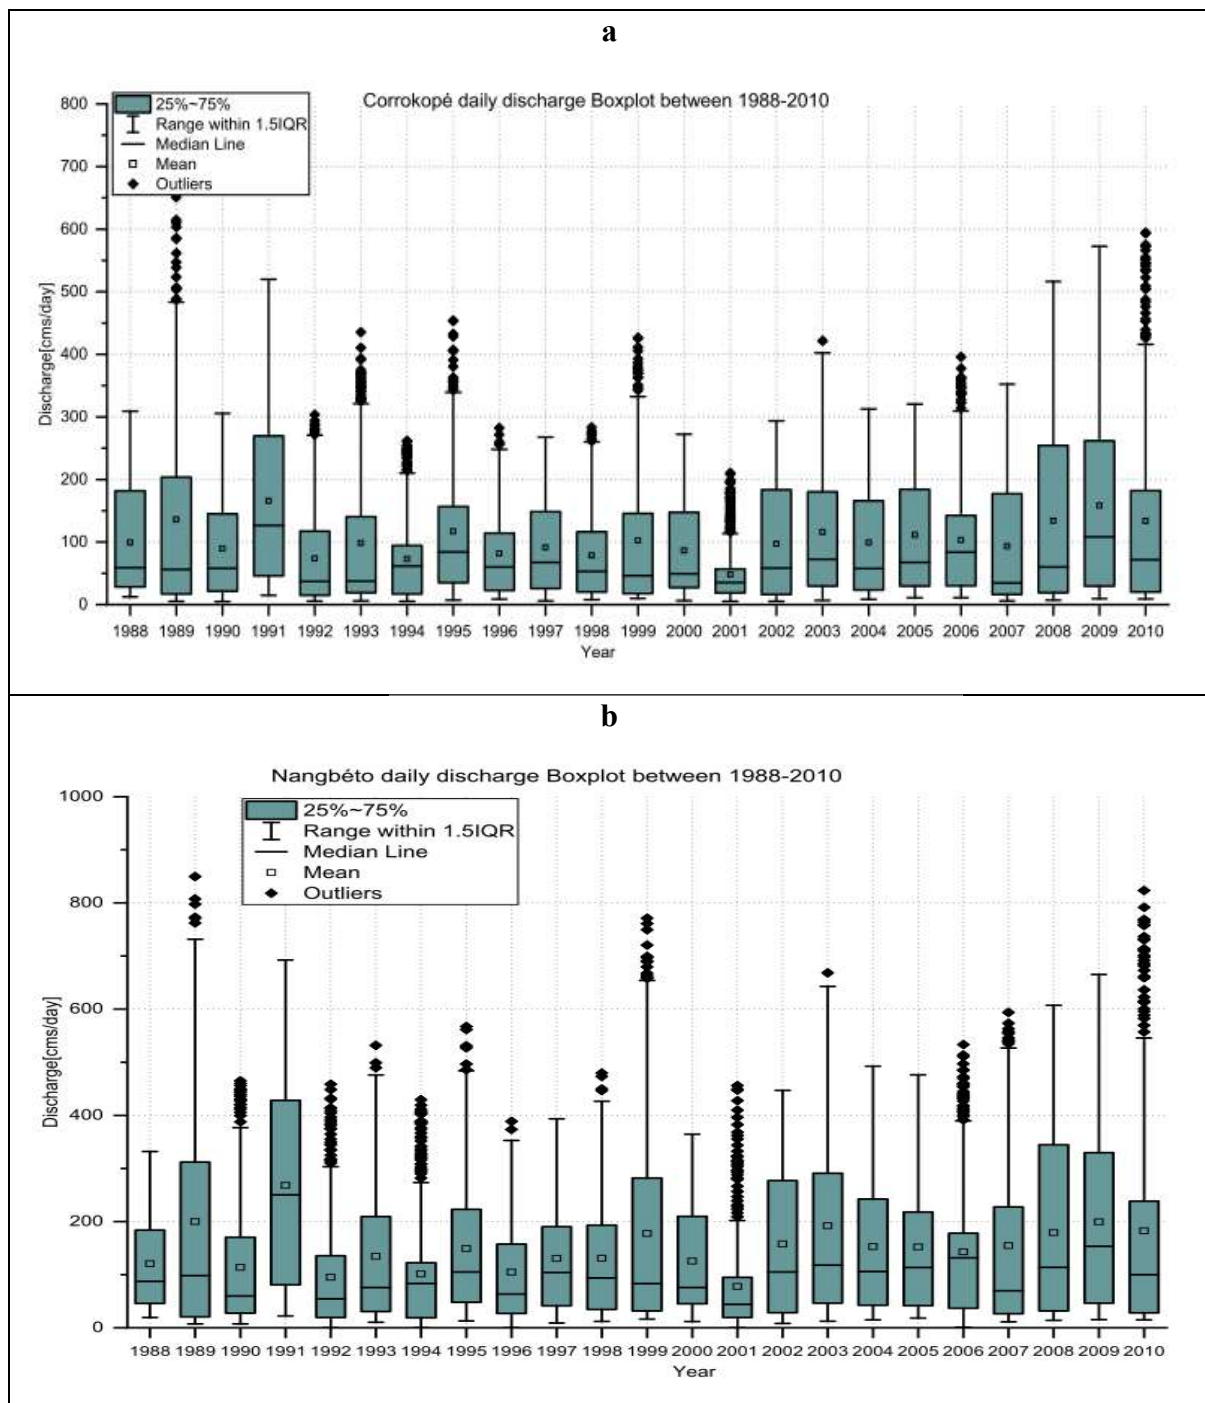 a
Corrokopé daily discharge Boxplot between 1988-2010
25%~75%
Range within 1.5IQR
Median Line
Mean
Outliers
800
700
600
500
400
300
200
100
0
Discharge[cms/day]
1988 1989 1990 1991 1992 1993 1994 1995 1996 1997 1998 1999 2000 2001 2002 2003 2004 2005 2006 2007 2008 2009 2010
Year
b
Nangbéto daily discharge Boxplot between 1988-2010
25%~75%
Range within 1.5IQR
Median Line
Mean
Outliers
1000
800
600
400
200
0
Discharge[cms/day]
1988 1989 1990 1991 1992 1993 1994 1995 1996 1997 1998 1999 2000 2001 2002 2003 2004 2005 2006 2007 2008 2009 2010
Year